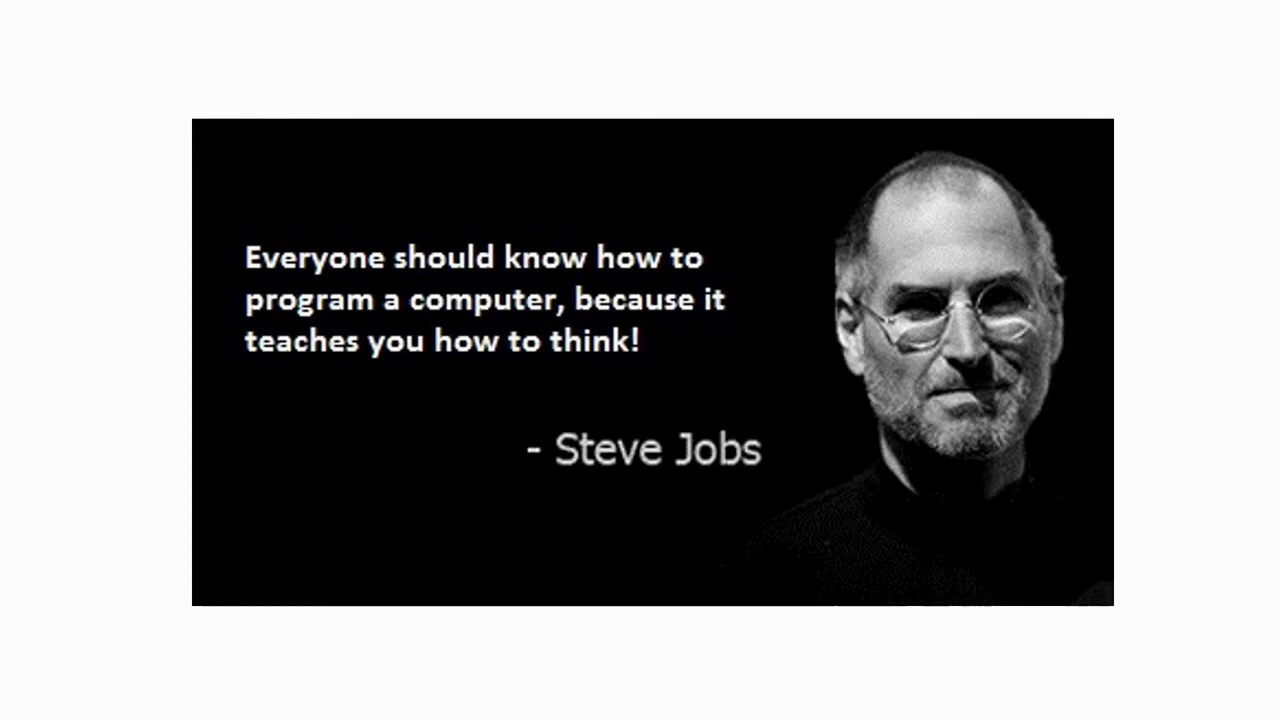 Everyone should know how to
program a computer, because it
teaches you how to think!
- Steve Jobs